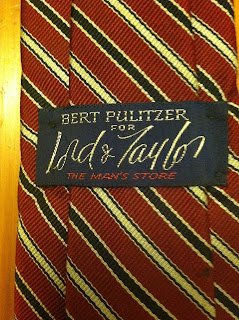 BERT PULITZER
FOR
Lord & Taylor
THE MAN'S STORE